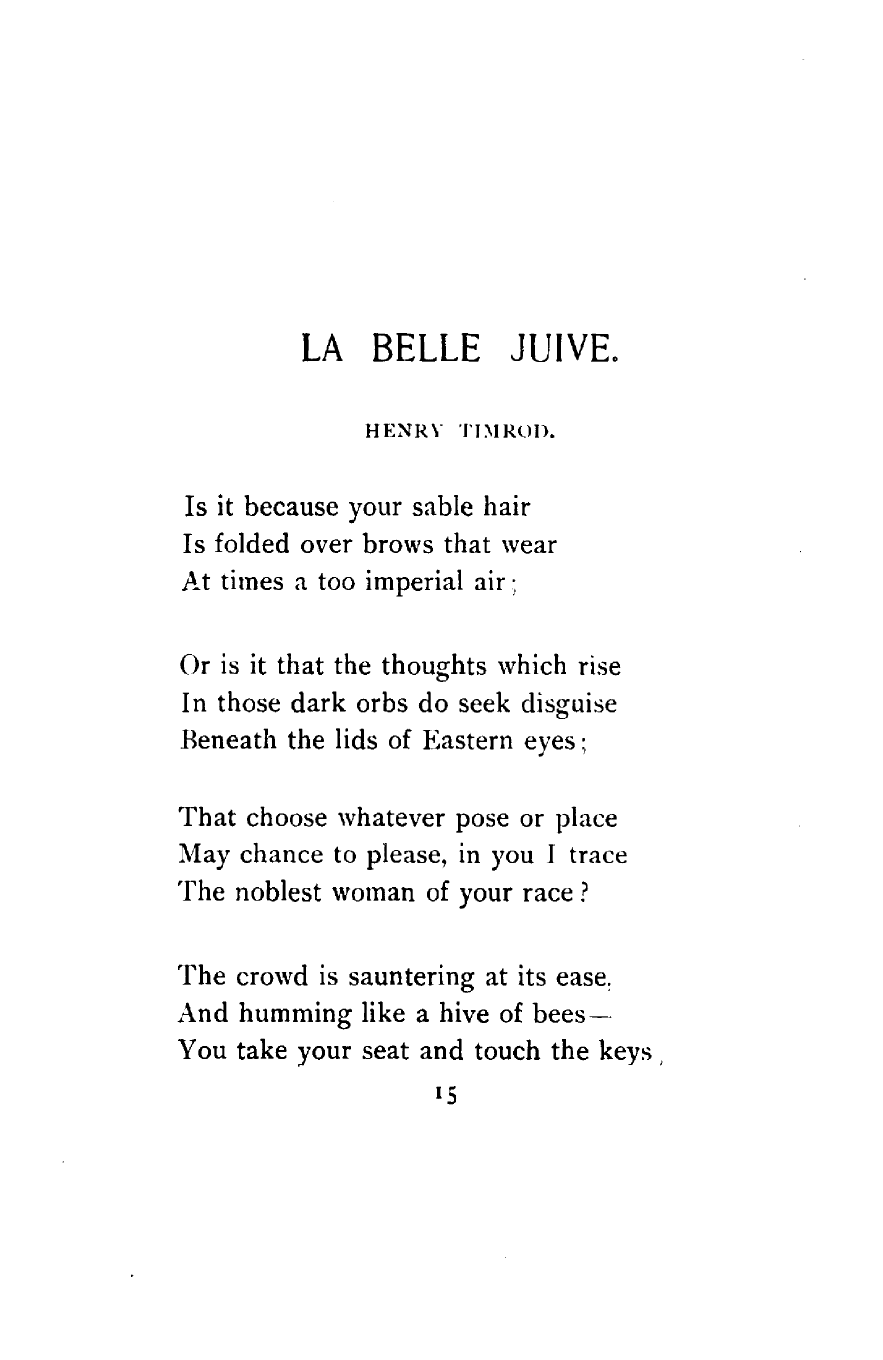 LA BELLE JUIVE.
HENRY TIMROD.
Is it because your sable hair
Is folded over brows that wear
At times a too imperial air;
Or is it that the thoughts which rise
In those dark orbs do seek disguise
Beneath the lids of Eastern eyes;
That choose whatever pose or place
May chance to please, in you I trace
The noblest woman of your race?
The crowd is sauntering at its ease,
And humming like a hive of bees—
You take your seat and touch the keys,
15